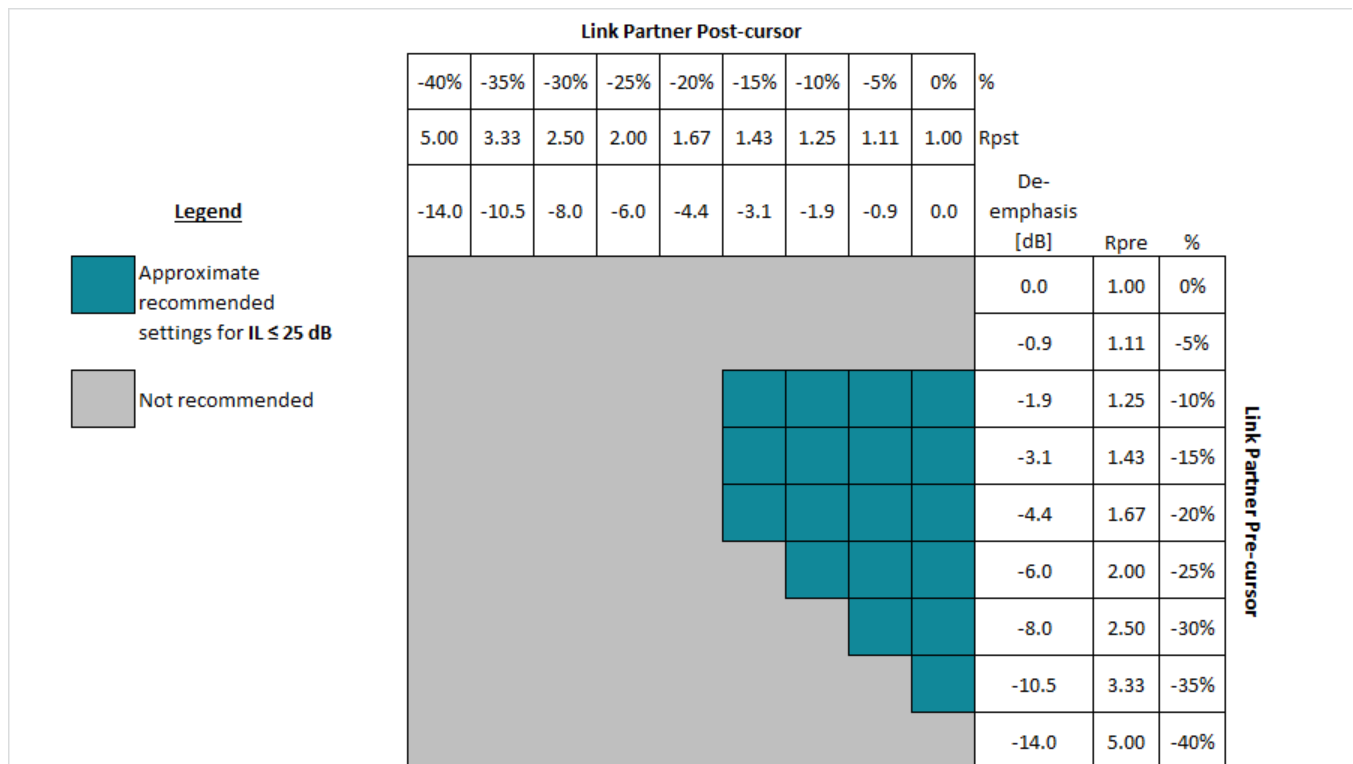 Link Partner Post-cursor
-40% -35% -30% -25% -20% -15% -10% -5% 0% %
5.00 3.33 2.50 2.00 1.67 1.43 1.25 1.11 1.00 Rpst
-14.0 -10.5 -8.0 -6.0 -4.4 -3.1 -1.9 -0.9 0.0
De-
emphasis
[dB]
Rpre
%
Legend
Approximate
recommended
settings for IL ≤ 25 dB
Not recommended
0.0 1.00 0%
-0.9 1.11 -5%
-1.9 1.25 -10%
-3.1 1.43 -15%
-4.4 1.67 -20%
-6.0 2.00 -25%
-8.0 2.50 -30%
-10.5 3.33 -35%
-14.0 5.00 -40%
Link Partner Pre-cursor